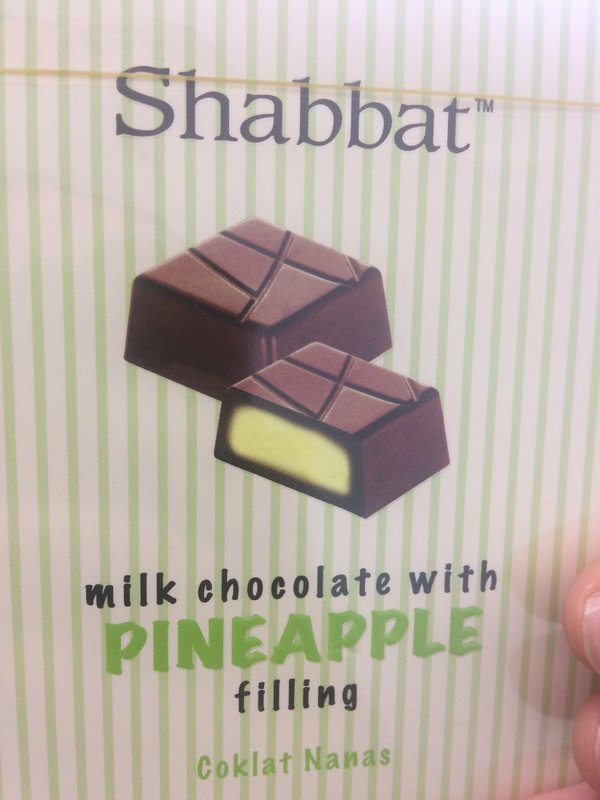 Shabbat™
milk chocolate with
PINEAPPLE
filling
Coklat Nanas